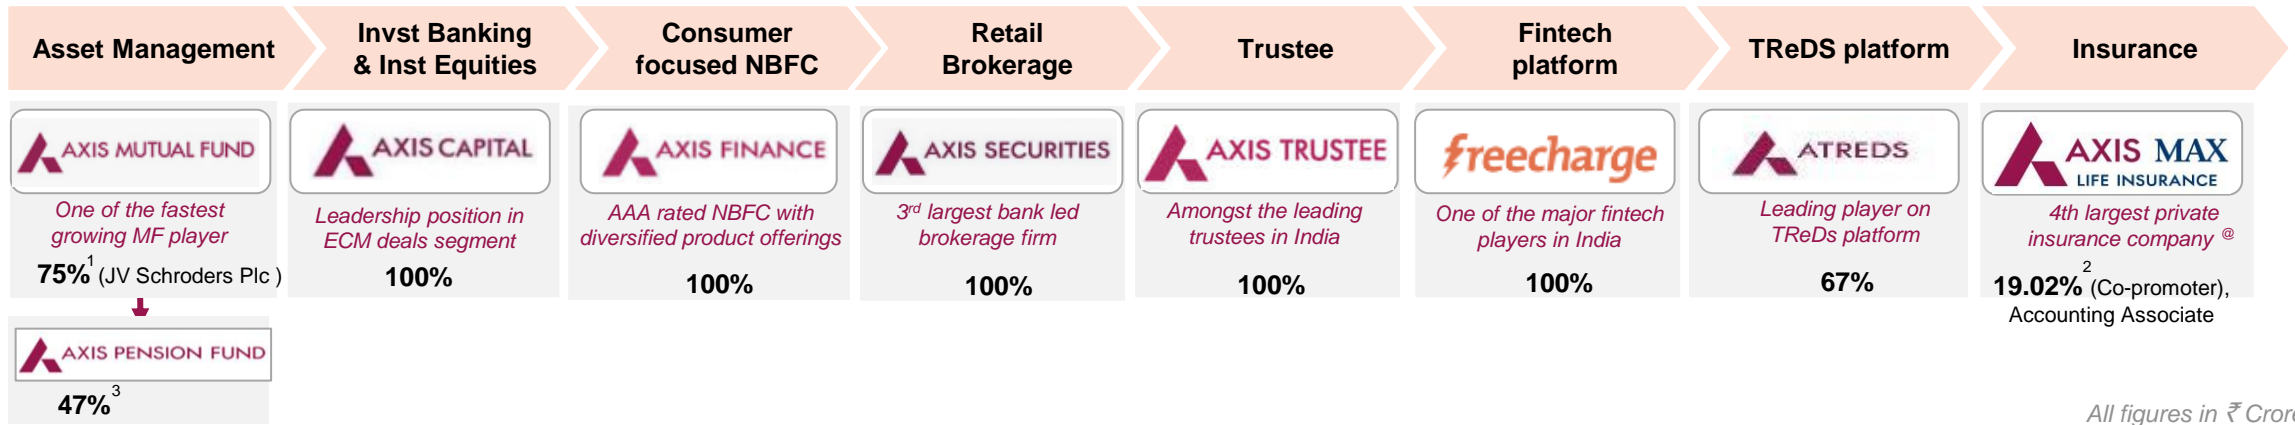 Asset Management
Invst Banking
& Inst Equities
Consumer
focused NBFC
Retail
Brokerage
Trustee
Fintech
platform
TReDS platform
Insurance
AXIS MUTUAL FUND
One of the fastest
growing MF player
75%1 (JV Schroders Plc )
AXIS PENSION FUND
47%3
AXIS CAPITAL
Leadership position in
ECM deals segment
100%
AXIS FINANCE
AAA rated NBFC with
diversified product offerings
100%
AXIS SECURITIES
3rd largest bank led
brokerage firm
100%
AXIS TRUSTEE
Amongst the leading
trustees in India
100%
freecharge
One of the major fintech
players in India
100%
ATREDS
Leading player on
TReDs platform
67%
AXIS MAX
LIFE INSURANCE
4th largest private
insurance company @
19.02%2 (Co-promoter),
Accounting Associate
All figures in ₹ Crore